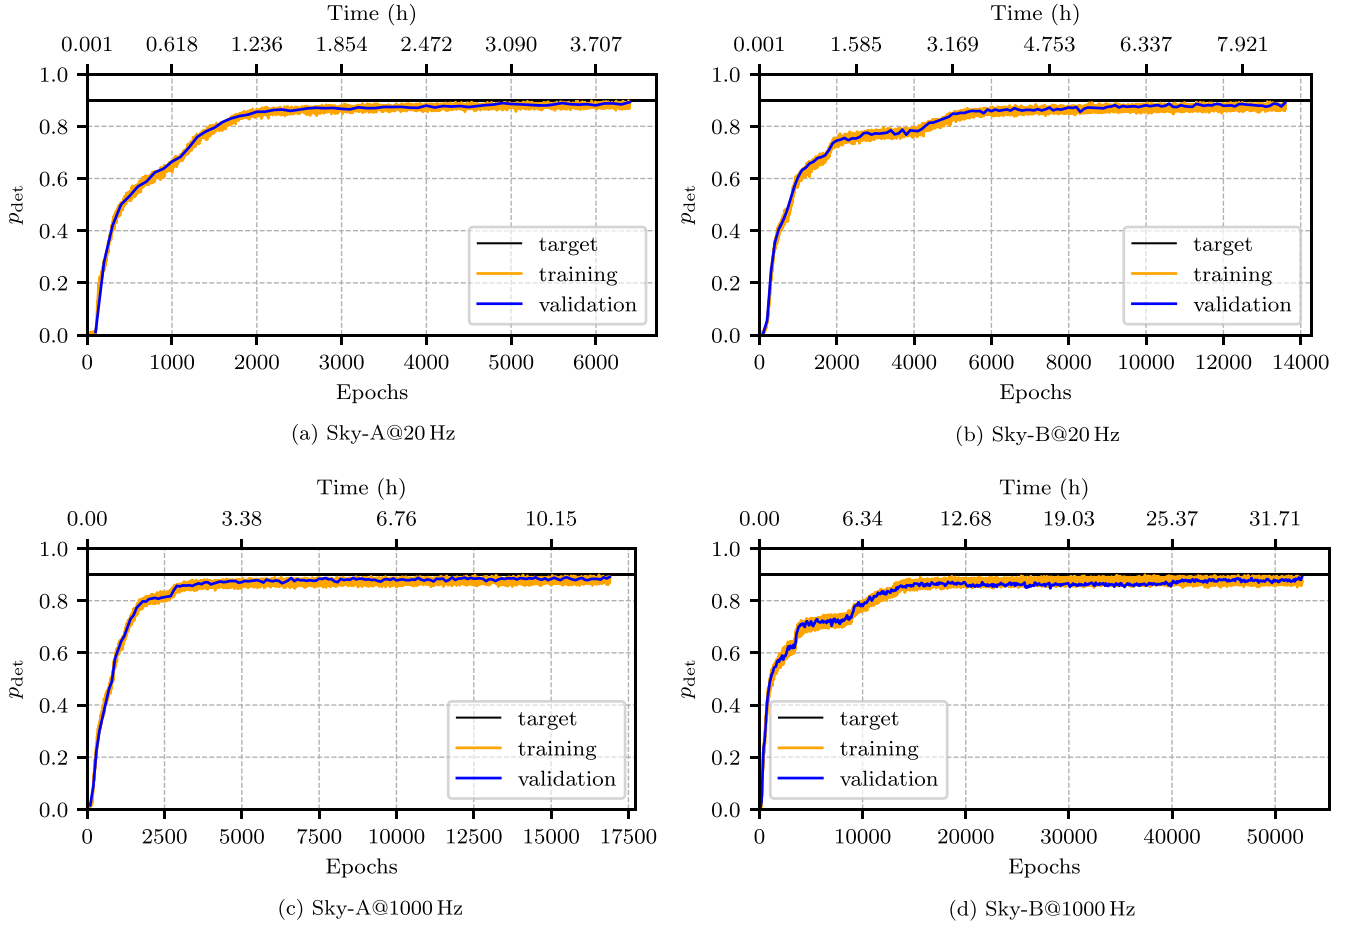 Time (h)
0.001 0.618 1.236 1.854 2.472 3.090 3.707
1.0
0.8
0.6
0.4
0.2
0.0
p_det
target
training
validation
0 1000 2000 3000 4000 5000 6000
Epochs
(a) Sky-A@20 Hz
Time (h)
0.001 1.585 3.169 4.753 6.337 7.921
1.0
0.8
0.6
0.4
0.2
0.0
p_det
target
training
validation
0 2000 4000 6000 8000 10000 12000 14000
Epochs
(b) Sky-B@20 Hz
Time (h)
0.00 3.38 6.76 10.15
1.0
0.8
0.6
0.4
0.2
0.0
p_det
target
training
validation
0 2500 5000 7500 10000 12500 15000 17500
Epochs
(c) Sky-A@1000 Hz
Time (h)
0.00 6.34 12.68 19.03 25.37 31.71
1.0
0.8
0.6
0.4
0.2
0.0
p_det
target
training
validation
0 10000 20000 30000 40000 50000
Epochs
(d) Sky-B@1000 Hz